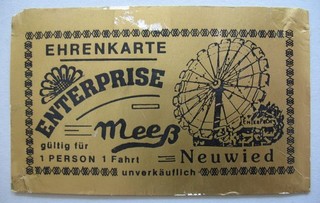 EHRENKARTE
ENTERPRISE
Meeß
gültig für
1 PERSON 1 Fahrt
Neuwied
unverkäuflich